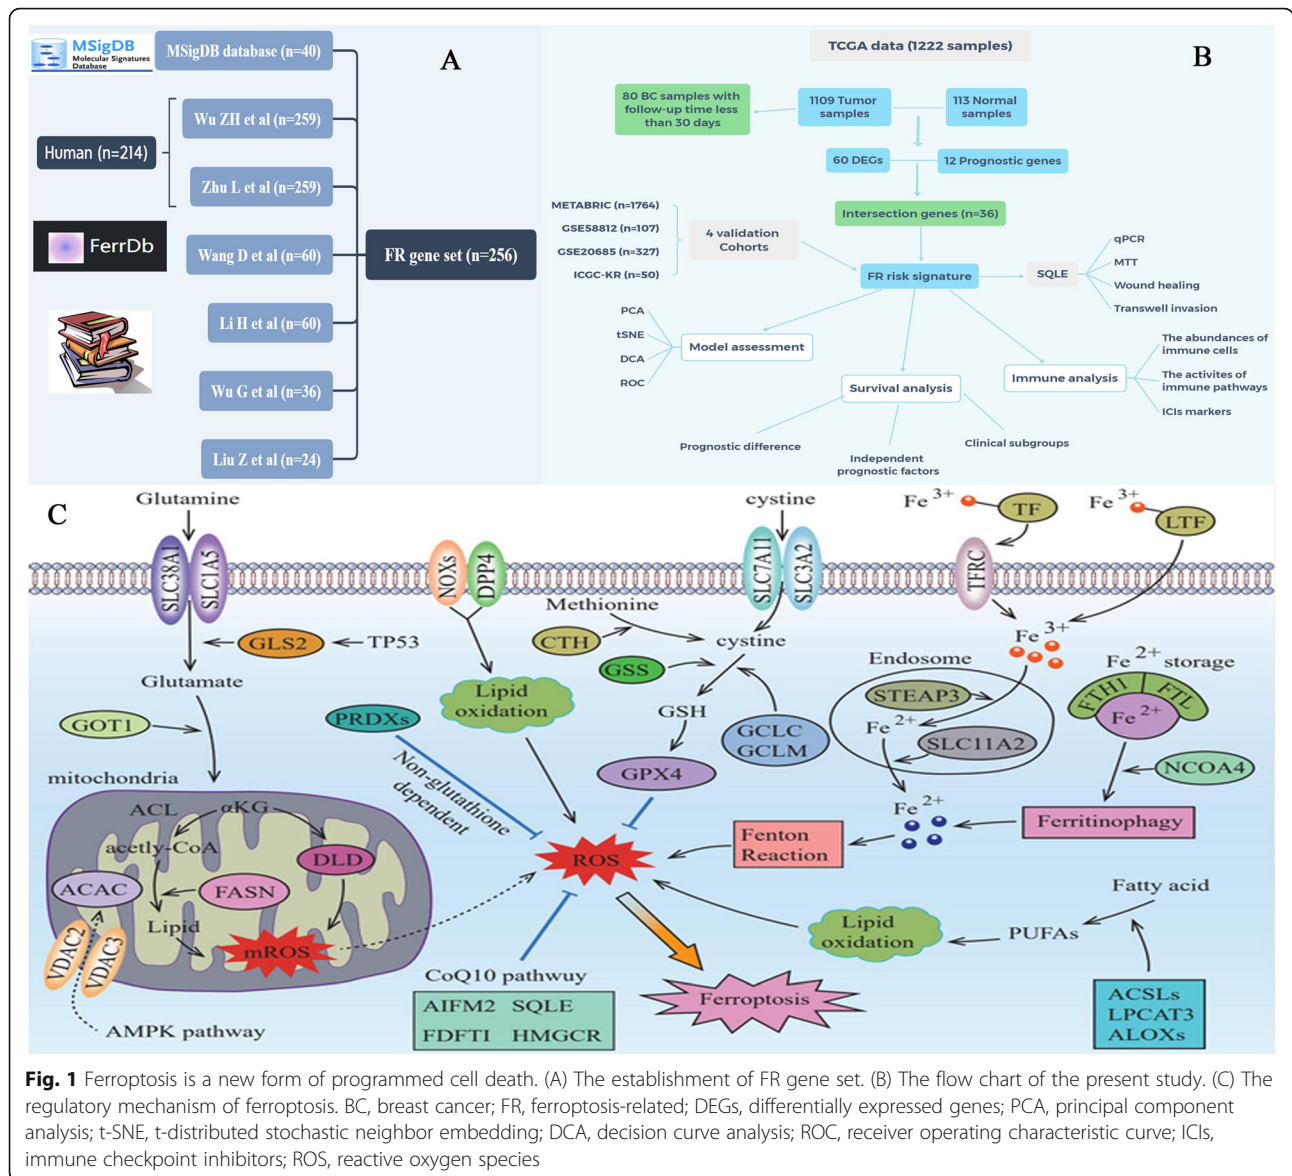 MSigDB
Molecular Signatures
Database
MSigDB database (n=40)
A
Wu ZH et al (n=259)
Human (n=214)
Zhu L et al (n=259)
FerrDb
Wang D et al (n=60)
FR gene set (n=256)
Li H et al (n=60)
Wu G et al (n=36)
Liu Z et al (n=24)
TCGA data (1222 samples)
B
80 BC samples with
follow-up time less
than 30 days
1109 Tumor
samples
113 Normal
samples
60 DEGs
12 Prognostic genes
Intersection genes (n=36)
METABRIC (n=1764)
GSE58812 (n=107)
GSE20685 (n=327)
ICGC-KR (n=50)
4 validation
Cohorts
FR risk signature
SQLE
qPCR
MTT
Wound healing
Transwell invasion
PCA
tSNE
DCA
ROC
Model assessment
Survival analysis
Immune analysis
The abundances of
immune cells
The activites of
immune pathways
ICIs markers
Prognostic difference
Independent
prognostic factors
Clinical subgroups
C
Glutamine
SLC38A1
SLC1A5
NOXs
DPP4
cystine
SLC7A11
SLC3A2
Fe 3+
TF
TFRC
Fe 3+
LTF
GLS2
TP53
Glutamate
GOT1
Methionine
CTH
cystine
GSS
GSH
GCLC
GCLM
GPX4
Lipid
oxidation
PRDXs
Non-glutathione
dependent
Fe 3+
Endosome
STEAP3
Fe 2+
SLC11A2
Fe 2+
Fe 2+ storage
FTH1
FTL
Fe 2+
NCOA4
Ferritinophagy
Fenton
Reaction
mitochondria
ACL
αKG
acetly-CoA
DLD
ACAC
FASN
Lipid
mROS
VDAC2
VDAC3
AMPK pathway
ROS
CoQ10 pathwuy
AIFM2 SQLE
FDFTI HMGCR
Ferroptosis
Lipid
oxidation
PUFAs
Fatty acid
ACSLs
LPCAT3
ALOXs
Fig. 1 Ferroptosis is a new form of programmed cell death. (A) The establishment of FR gene set. (B) The flow chart of the present study. (C) The
regulatory mechanism of ferroptosis. BC, breast cancer; FR, ferroptosis-related; DEGs, differentially expressed genes; PCA, principal component
analysis; t-SNE, t-distributed stochastic neighbor embedding; DCA, decision curve analysis; ROC, receiver operating characteristic curve; ICIs,
immune checkpoint inhibitors; ROS, reactive oxygen species